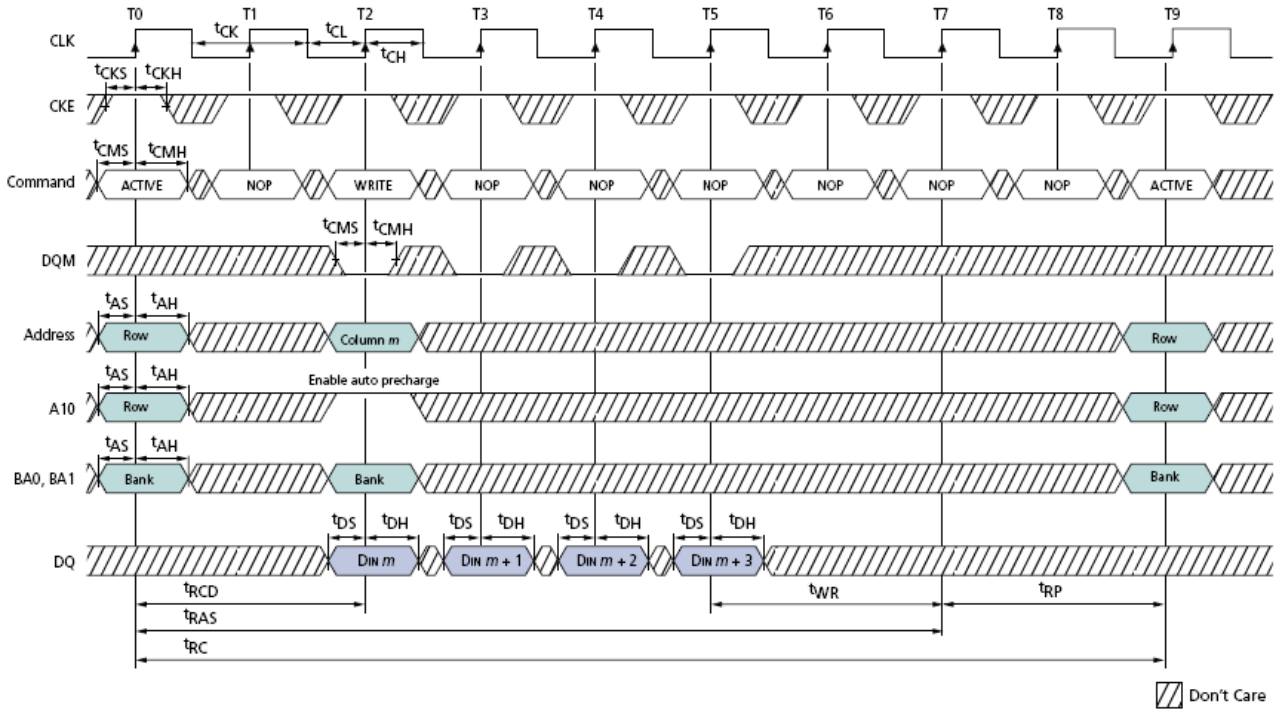 T0 T1 T2 T3 T4 T5 T6 T7 T8 T9
CLK tCK tCL tCH
tCKS tCKH
CKE
tCMS tCMH
Command ACTIVE NOP WRITE NOP NOP NOP NOP NOP NOP ACTIVE
tCMS tCMH
DQM
tAS tAH
Address Row Column m Row
tAS tAH Enable auto precharge
A10 Row Row
tAS tAH
BA0, BA1 Bank Bank Bank
tDS tDH tDS tDH tDS tDH tDS tDH
DQ DIN m DIN m + 1 DIN m + 2 DIN m + 3
tRCD tWR tRP
tRAS
tRC
Don't Care